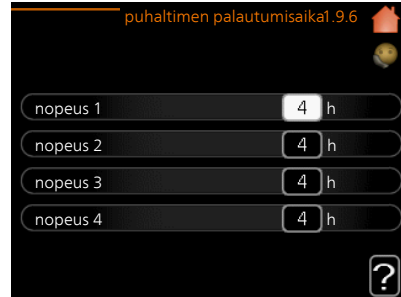 puhaltimen palautumisaika1.9.6
nopeus 1 4 h
nopeus 2 4 h
nopeus 3 4 h
nopeus 4 4 h
?